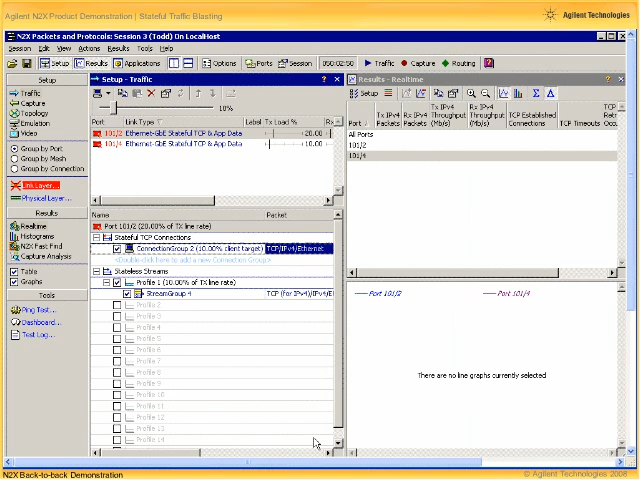 Agilent N2X Product Demonstration | Stateful Traffic Blasting
Agilent Technologies
N2X Packets and Protocols: Session 3 (Todd) On LocalHost
Session Edit View Actions Results Tools Help
Setup Results Applications Options Ports Session 050:02:50 Traffic Capture Routing
Setup
Traffic
Capture
Topology
Emulation
Video
Group by Port
Group by Mesh
Group by Connection
Link Layer...
Physical Layer...
Results
Realtime
Histograms
N2X Fast Find
Capture Analysis
Table
Graphs
Tools
Ping Test...
Dashboard...
Test Log...
Setup - Traffic
10%
Port Link Type Label Tx Load % Rx
101/2 Ethernet-GbE Stateful TCP & App Data 20.00
101/4 Ethernet-GbE Stateful TCP & App Data 10.00
Name Packet
Port 101/2 (20.00% of TX line rate)
Stateful TCP Connections
ConnectionGroup 2 (10.00% client target) TCP/IPv4/Ethernet
<Double-click here to add a new Connection Group>
Stateless Streams
Profile 1 (10.00% of TX line rate)
StreamGroup 4 TCP (for IPv4)/IPv4/E
Profile 2
Profile 3
Profile 4
Profile 5
Profile 6
Profile 7
Profile 8
Profile 9
Profile 10
Profile 11
Profile 12
Profile 13
Profile 14
Results - Realtime
Setup
Port Tx IPv4 Packets Rx IPv4 Packets Tx IPv4 Throughput (Mb/s) Rx IPv4 Throughput (Mb/s) TCP Established Connections TCP Timeouts TCP Retr Occu
All Ports
101/2
101/4
Port 101/2 Port 101/4
There are no line graphs currently selected
N2X Back-to-back Demonstration
© Agilent Technologies 2008